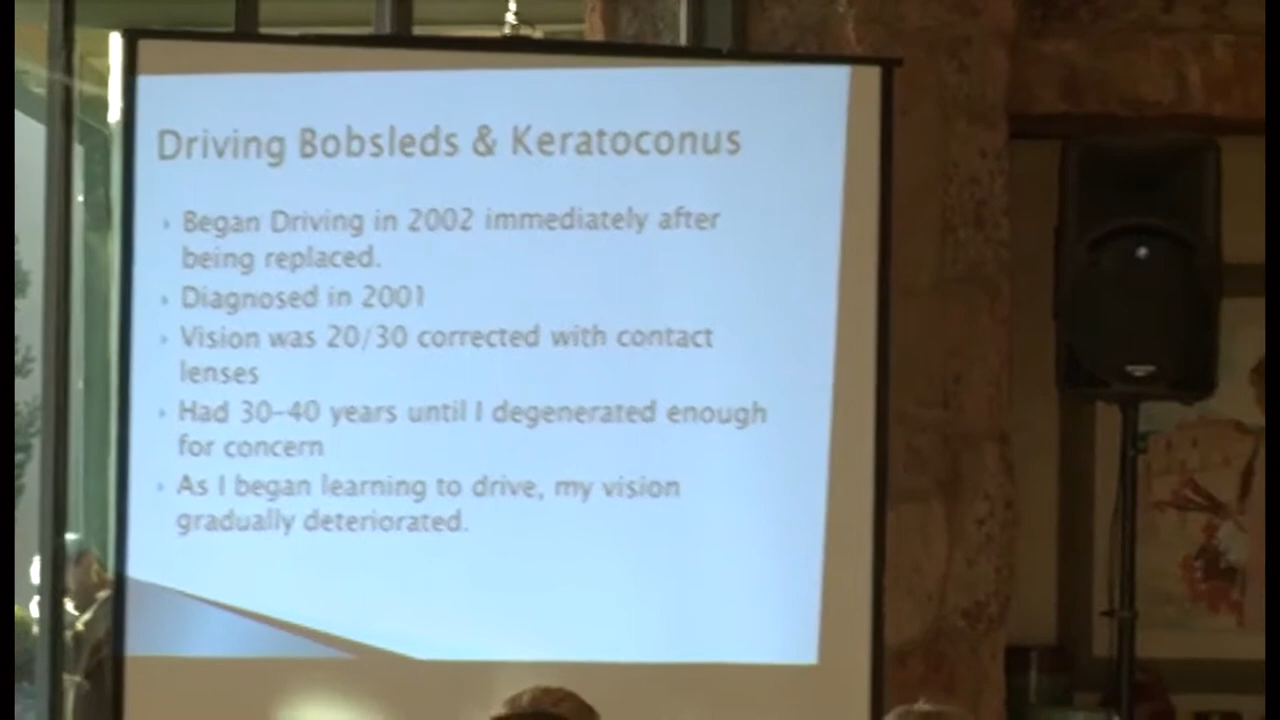 Driving Bobsleds & Keratoconus
Began Driving in 2002 immediately after
being replaced.
Diagnosed in 2001
Vision was 20/30 corrected with contact
lenses
Had 30-40 years until I degenerated enough
for concern
As I began learning to drive, my vision
gradually deteriorated.